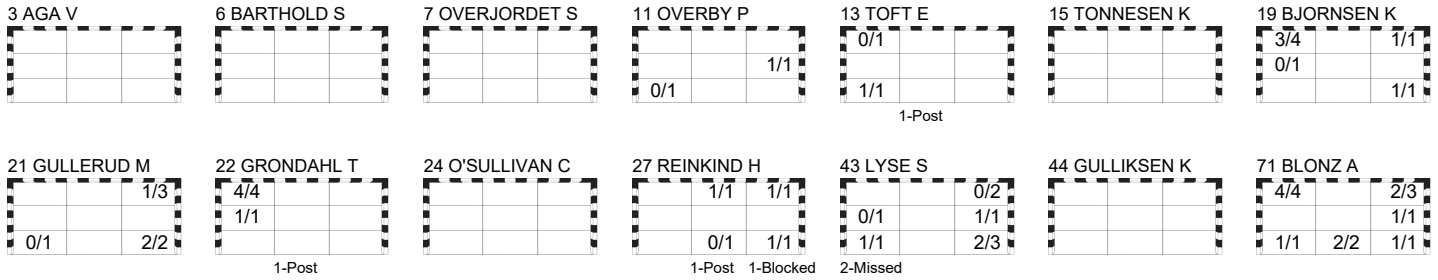 3 AGA V 6 BARTHOLD S 7 OVERJORDET S 11 OVERBY P 13 TOFT E 15 TONNESEN K 19 BJORNSEN K
0/1 3/4 1/1
1/1 0/1
0/1 1/1 1/1
1-Post
21 GULLERUD M 22 GRONDAHL T 24 O'SULLIVAN C 27 REINKIND H 43 LYSE S 44 GULLIKSEN K 71 BLONZ A
1/3 4/4 1/1 1/1 0/2 4/4 2/3
1/1 0/1 1/1 1/1
0/1 2/2 0/1 1/1 1/1 2/3 1/1 2/2 1/1
1-Post 1-Post 1-Blocked 2-Missed